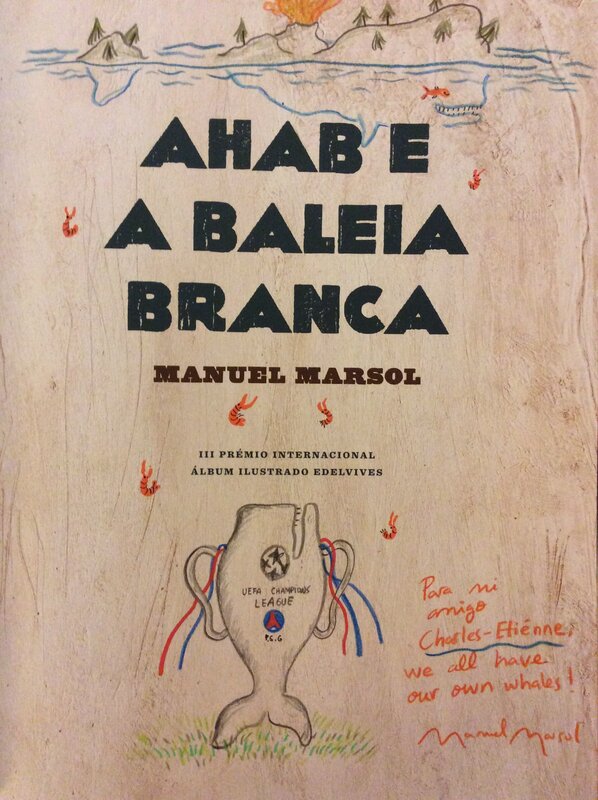 AHAB E
A BALEIA
BRANCA
MANUEL MARSOL
III PRÉMIO INTERNACIONAL
ÁLBUM ILUSTRADO EDELVIVES
UEFA CHAMPIONS
LEAGUE
P.S.G
Para mi
amigo
Charles-Etiénne,
we all have
our own whales!
Manuel Marsol